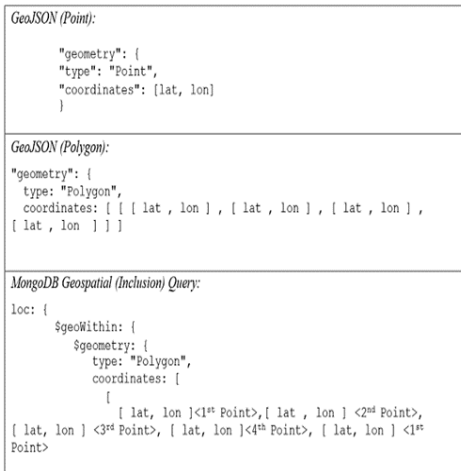 GeoJSON (Point):
"geometry": {
"type": "Point",
"coordinates": [lat, lon]
}
GeoJSON (Polygon):
"geometry": {
type: "Polygon",
coordinates: [ [ [ lat , lon ] , [ lat , lon ] , [ lat , lon ] ,
[ lat , lon ] ] ]
MongoDB Geospatial (Inclusion) Query:
loc: {
$geoWithin: {
$geometry: {
type: "Polygon",
coordinates: [
[
[ lat, lon ]<1st Point>,[ lat , lon ] <2nd Point>,
[ lat, lon ] <3rd Point>, [ lat, lon ]<4th Point>, [ lat, lon ] <1st
Point>